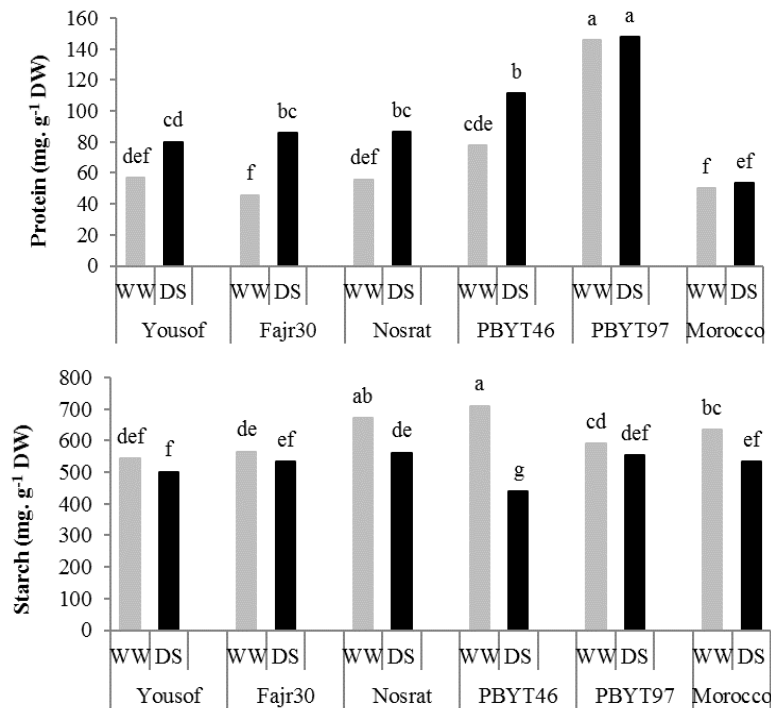 Protein (mg. g-1 DW)
160
140
120
100
80
60
40
20
0
def cd f bc def bc cde b a a f ef
WW DS WW DS WW DS WW DS WW DS WW DS
Yousof Fajr30 Nosrat PBYT46 PBYT97 Morocco
Starch (mg. g-1 DW)
800
700
600
500
400
300
200
100
0
def f de ef ab de a g cd def bc ef
WW DS WW DS WW DS WW DS WW DS WW DS
Yousof Fajr30 Nosrat PBYT46 PBYT97 Morocco